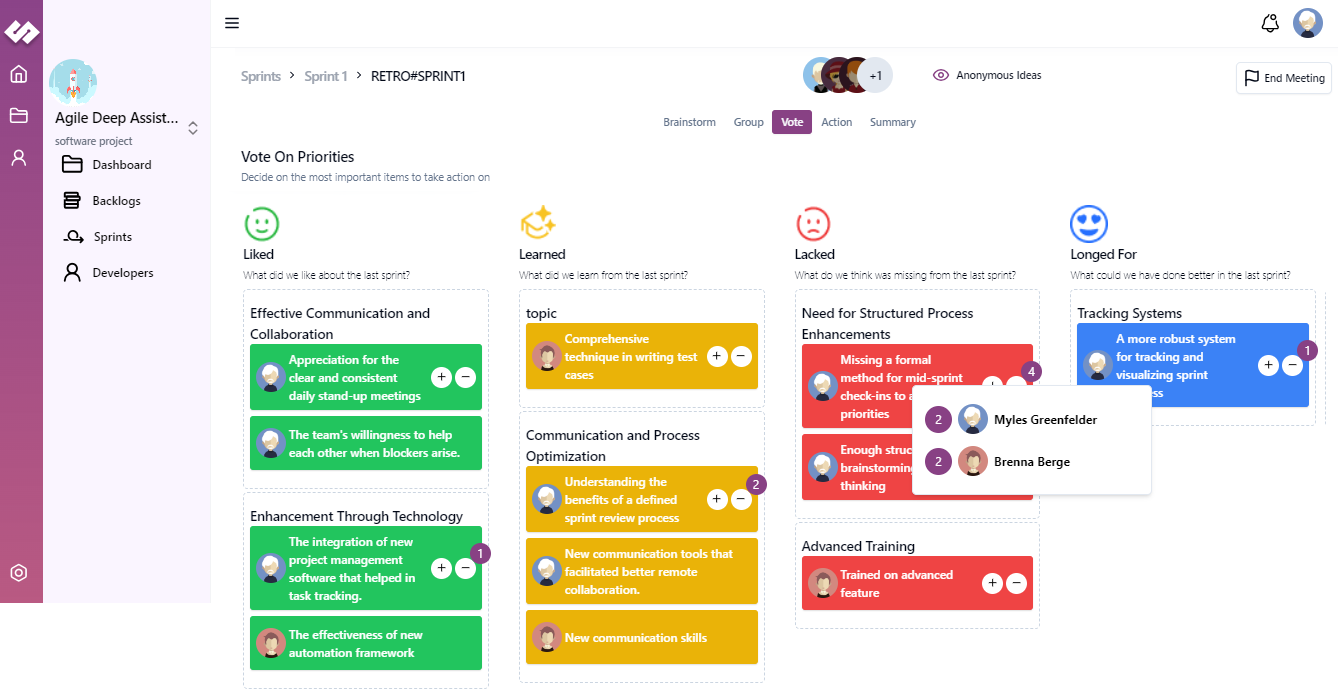 Agile Deep Assist...
software project
Dashboard
Backlogs
Sprints
Developers
Sprints > Sprint 1 > RETRO#SPRINT1
+1
Anonymous Ideas
End Meeting
Brainstorm Group Vote Action Summary
Vote On Priorities
Decide on the most important items to take action on
Liked
What did we like about the last sprint?
Effective Communication and
Collaboration
Appreciation for the
clear and consistent
daily stand-up meetings
+ −
The team's willingness to help
each other when blockers arise.
Enhancement Through Technology
1
The integration of new
project management
software that helped in
task tracking.
+ −
The effectiveness of new
automation framework
Learned
What did we learn from the last sprint?
topic
Comprehensive
technique in writing test
cases
+ −
Communication and Process
Optimization
2
Understanding the
benefits of a defined
sprint review process
+ −
New communication tools that
facilitated better remote
collaboration.
New communication skills
Lacked
What do we think was missing from the last sprint?
Need for Structured Process
Enhancements
4
Missing a formal
method for mid-sprint
check-ins to a
priorities
Enough struc
brainstorming
thinking
2 Myles Greenfelder
2 Brenna Berge
Advanced Training
Trained on advanced
feature
+ −
Longed For
What could we have done better in the last sprint?
Tracking Systems
1
A more robust system
for tracking and
visualizing sprint
ess
+ −